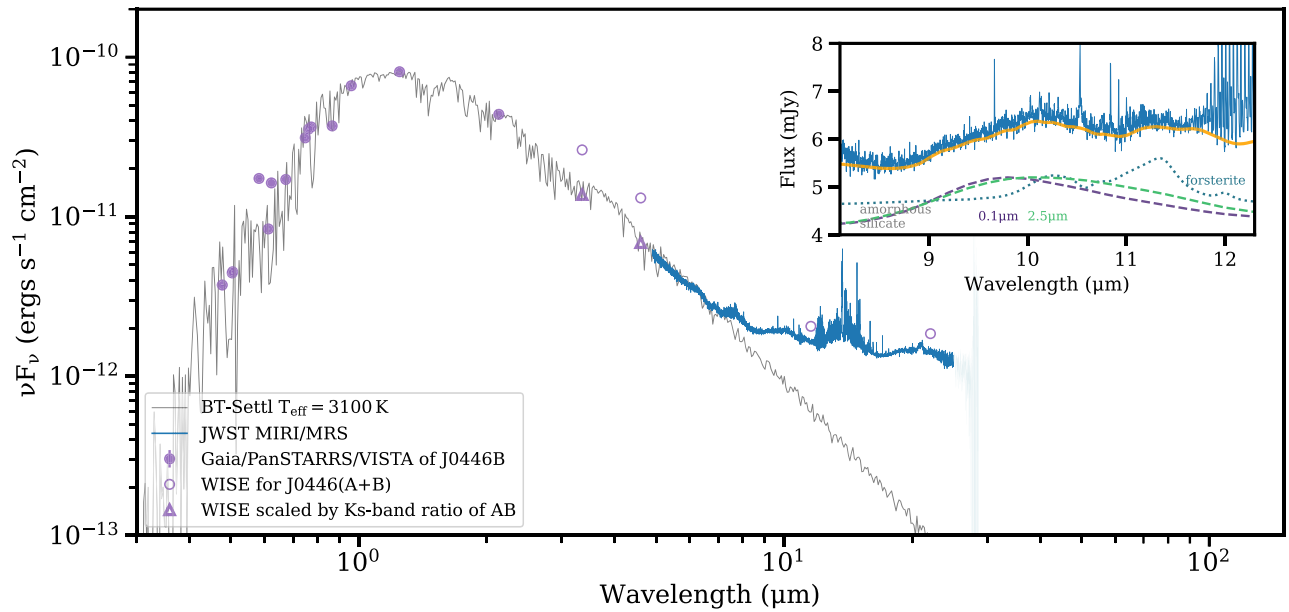 10⁻¹⁰
10⁻¹¹
10⁻¹²
10⁻¹³
νFν (ergs s⁻¹ cm⁻²)
10⁰
10¹
10²
Wavelength (μm)
BT-Settl Teff = 3100 K
JWST MIRI/MRS
Gaia/PanSTARRS/VISTA of J0446B
WISE for J0446(A+B)
WISE scaled by Ks-band ratio of AB
8
7
6
5
4
Flux (mJy)
forsterite
amorphous
silicate
0.1μm
2.5μm
9
10
11
12
Wavelength (μm)